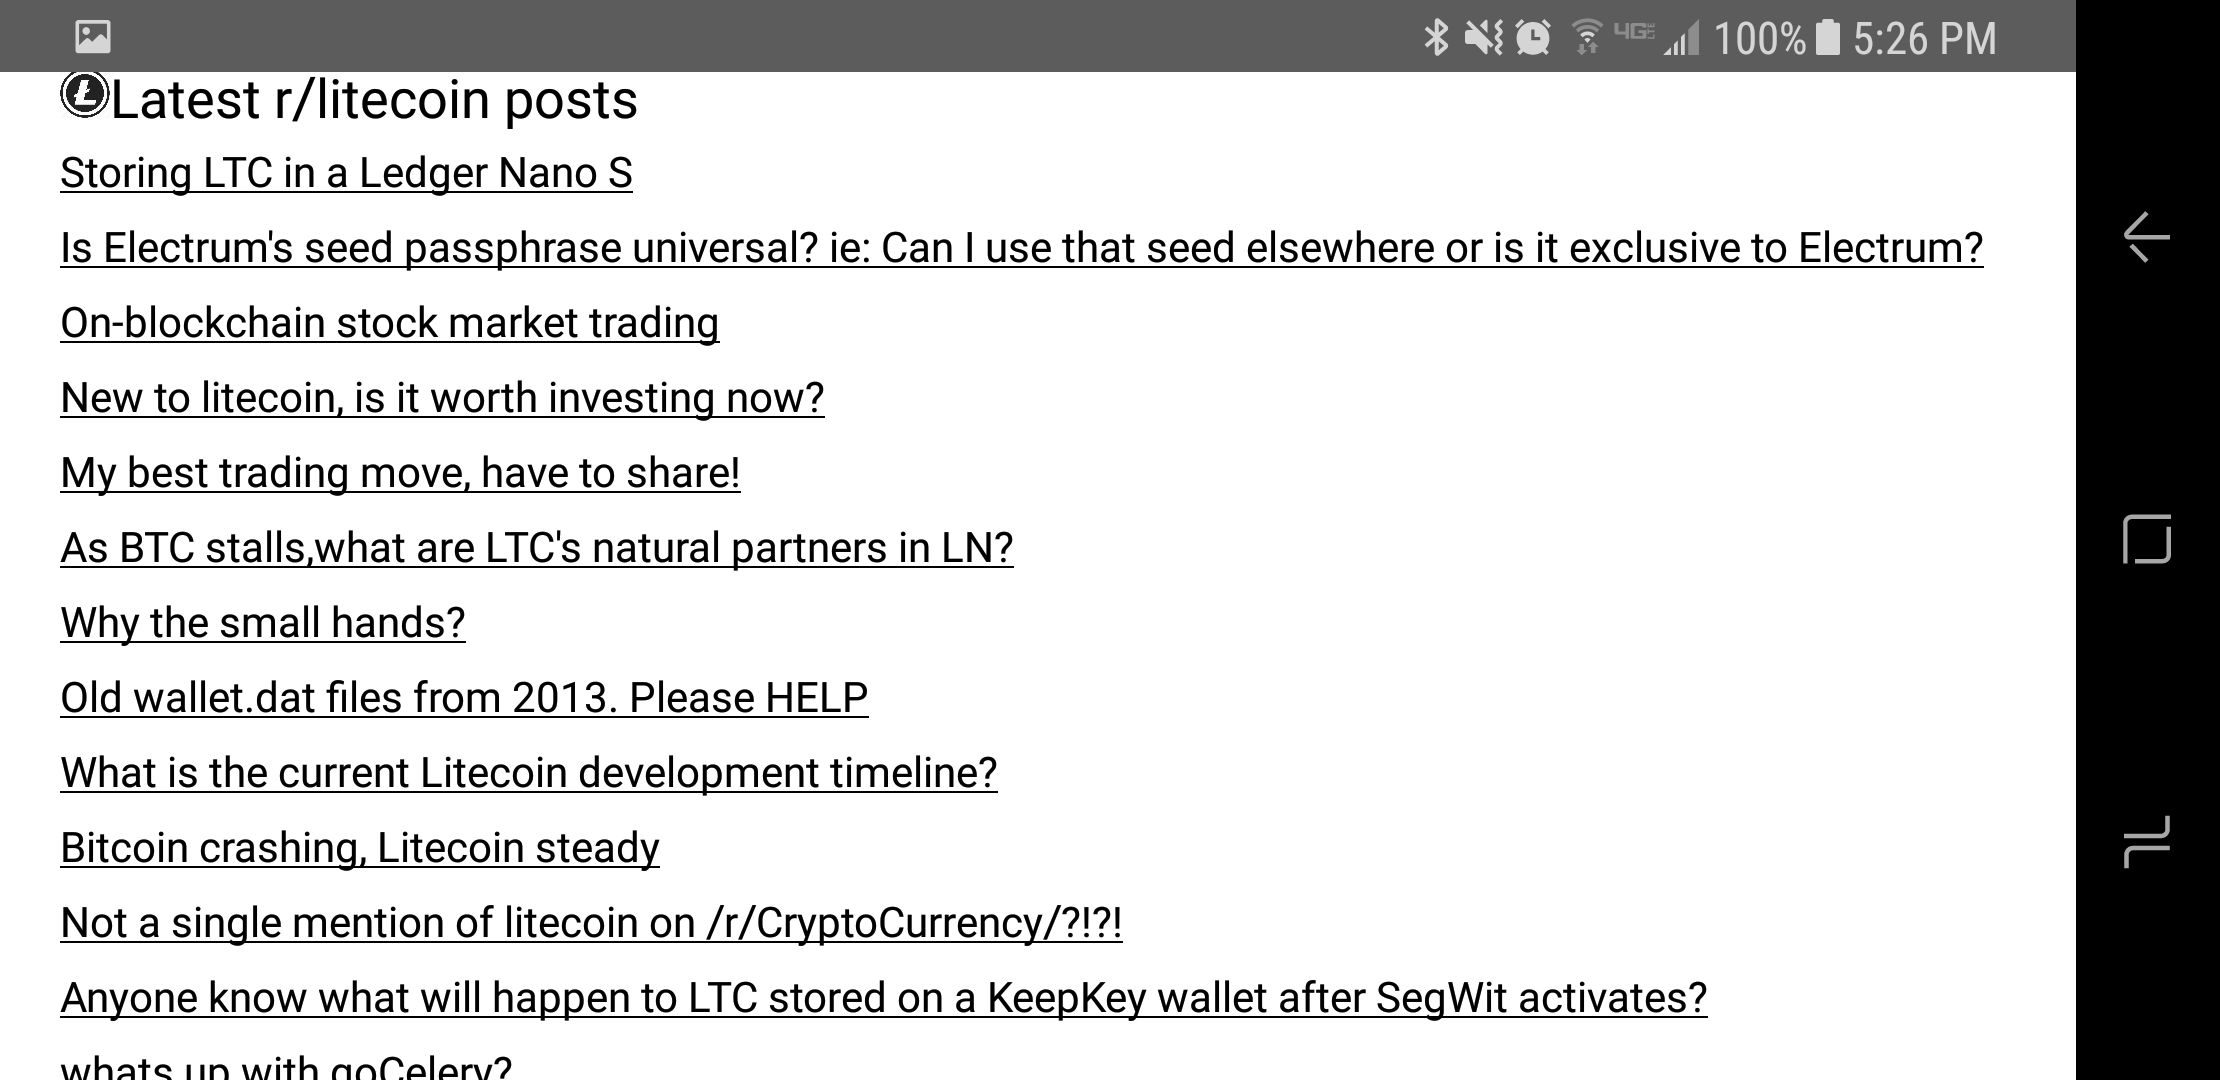 4G LTE 100% 5:26 PM
Latest r/litecoin posts
Storing LTC in a Ledger Nano S
Is Electrum's seed passphrase universal? ie: Can I use that seed elsewhere or is it exclusive to Electrum?
On-blockchain stock market trading
New to litecoin, is it worth investing now?
My best trading move, have to share!
As BTC stalls,what are LTC's natural partners in LN?
Why the small hands?
Old wallet.dat files from 2013. Please HELP
What is the current Litecoin development timeline?
Bitcoin crashing, Litecoin steady
Not a single mention of litecoin on /r/CryptoCurrency/?!?!
Anyone know what will happen to LTC stored on a KeepKey wallet after SegWit activates?
whats up with goCelery?